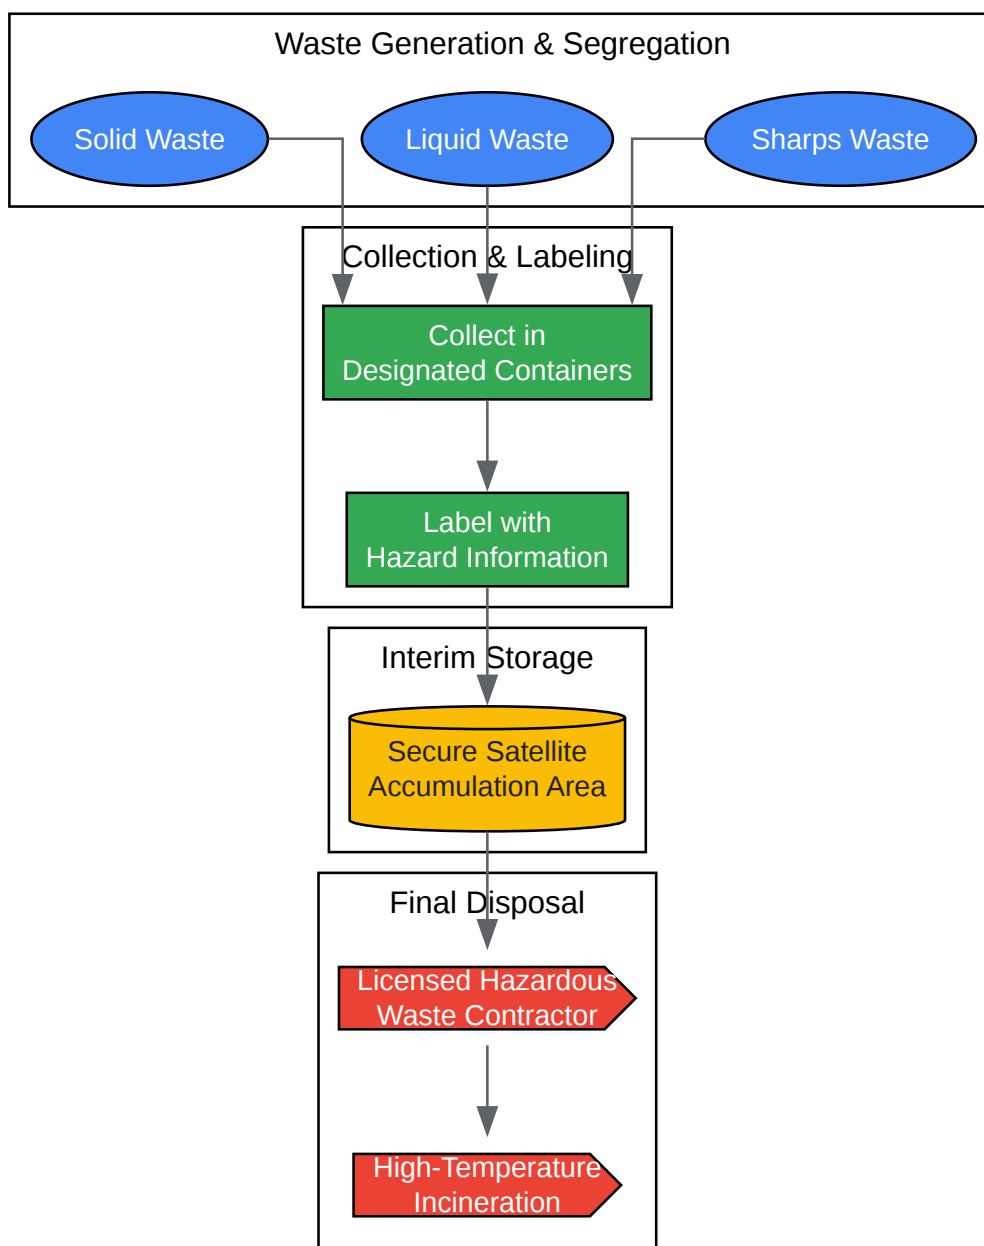 Waste Generation & Segregation
Solid Waste
Liquid Waste
Sharps Waste
Collection & Labeling
Collect in
Designated Containers
Label with
Hazard Information
Interim Storage
Secure Satellite
Accumulation Area
Final Disposal
Licensed Hazardous
Waste Contractor
High-Temperature
Incineration